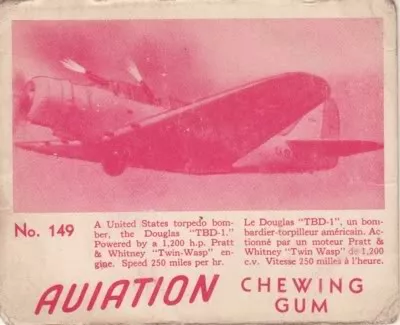 No. 149
A United States torpedo bom-
ber, the Douglas "TBD-1."
Powered by a 1,200 h.p. Pratt
& Whitney "Twin-Wasp" en-
gine. Speed 250 miles per hr.
Le Douglas "TBD-1", un bom-
bardier-torpilleur américain. Ac-
tionné par un moteur Pratt &
Whitney "Twin Wasp" de 1,200
c.v. Vitesse 250 milles à l'heure.
AVIATION
CHEWING
GUM